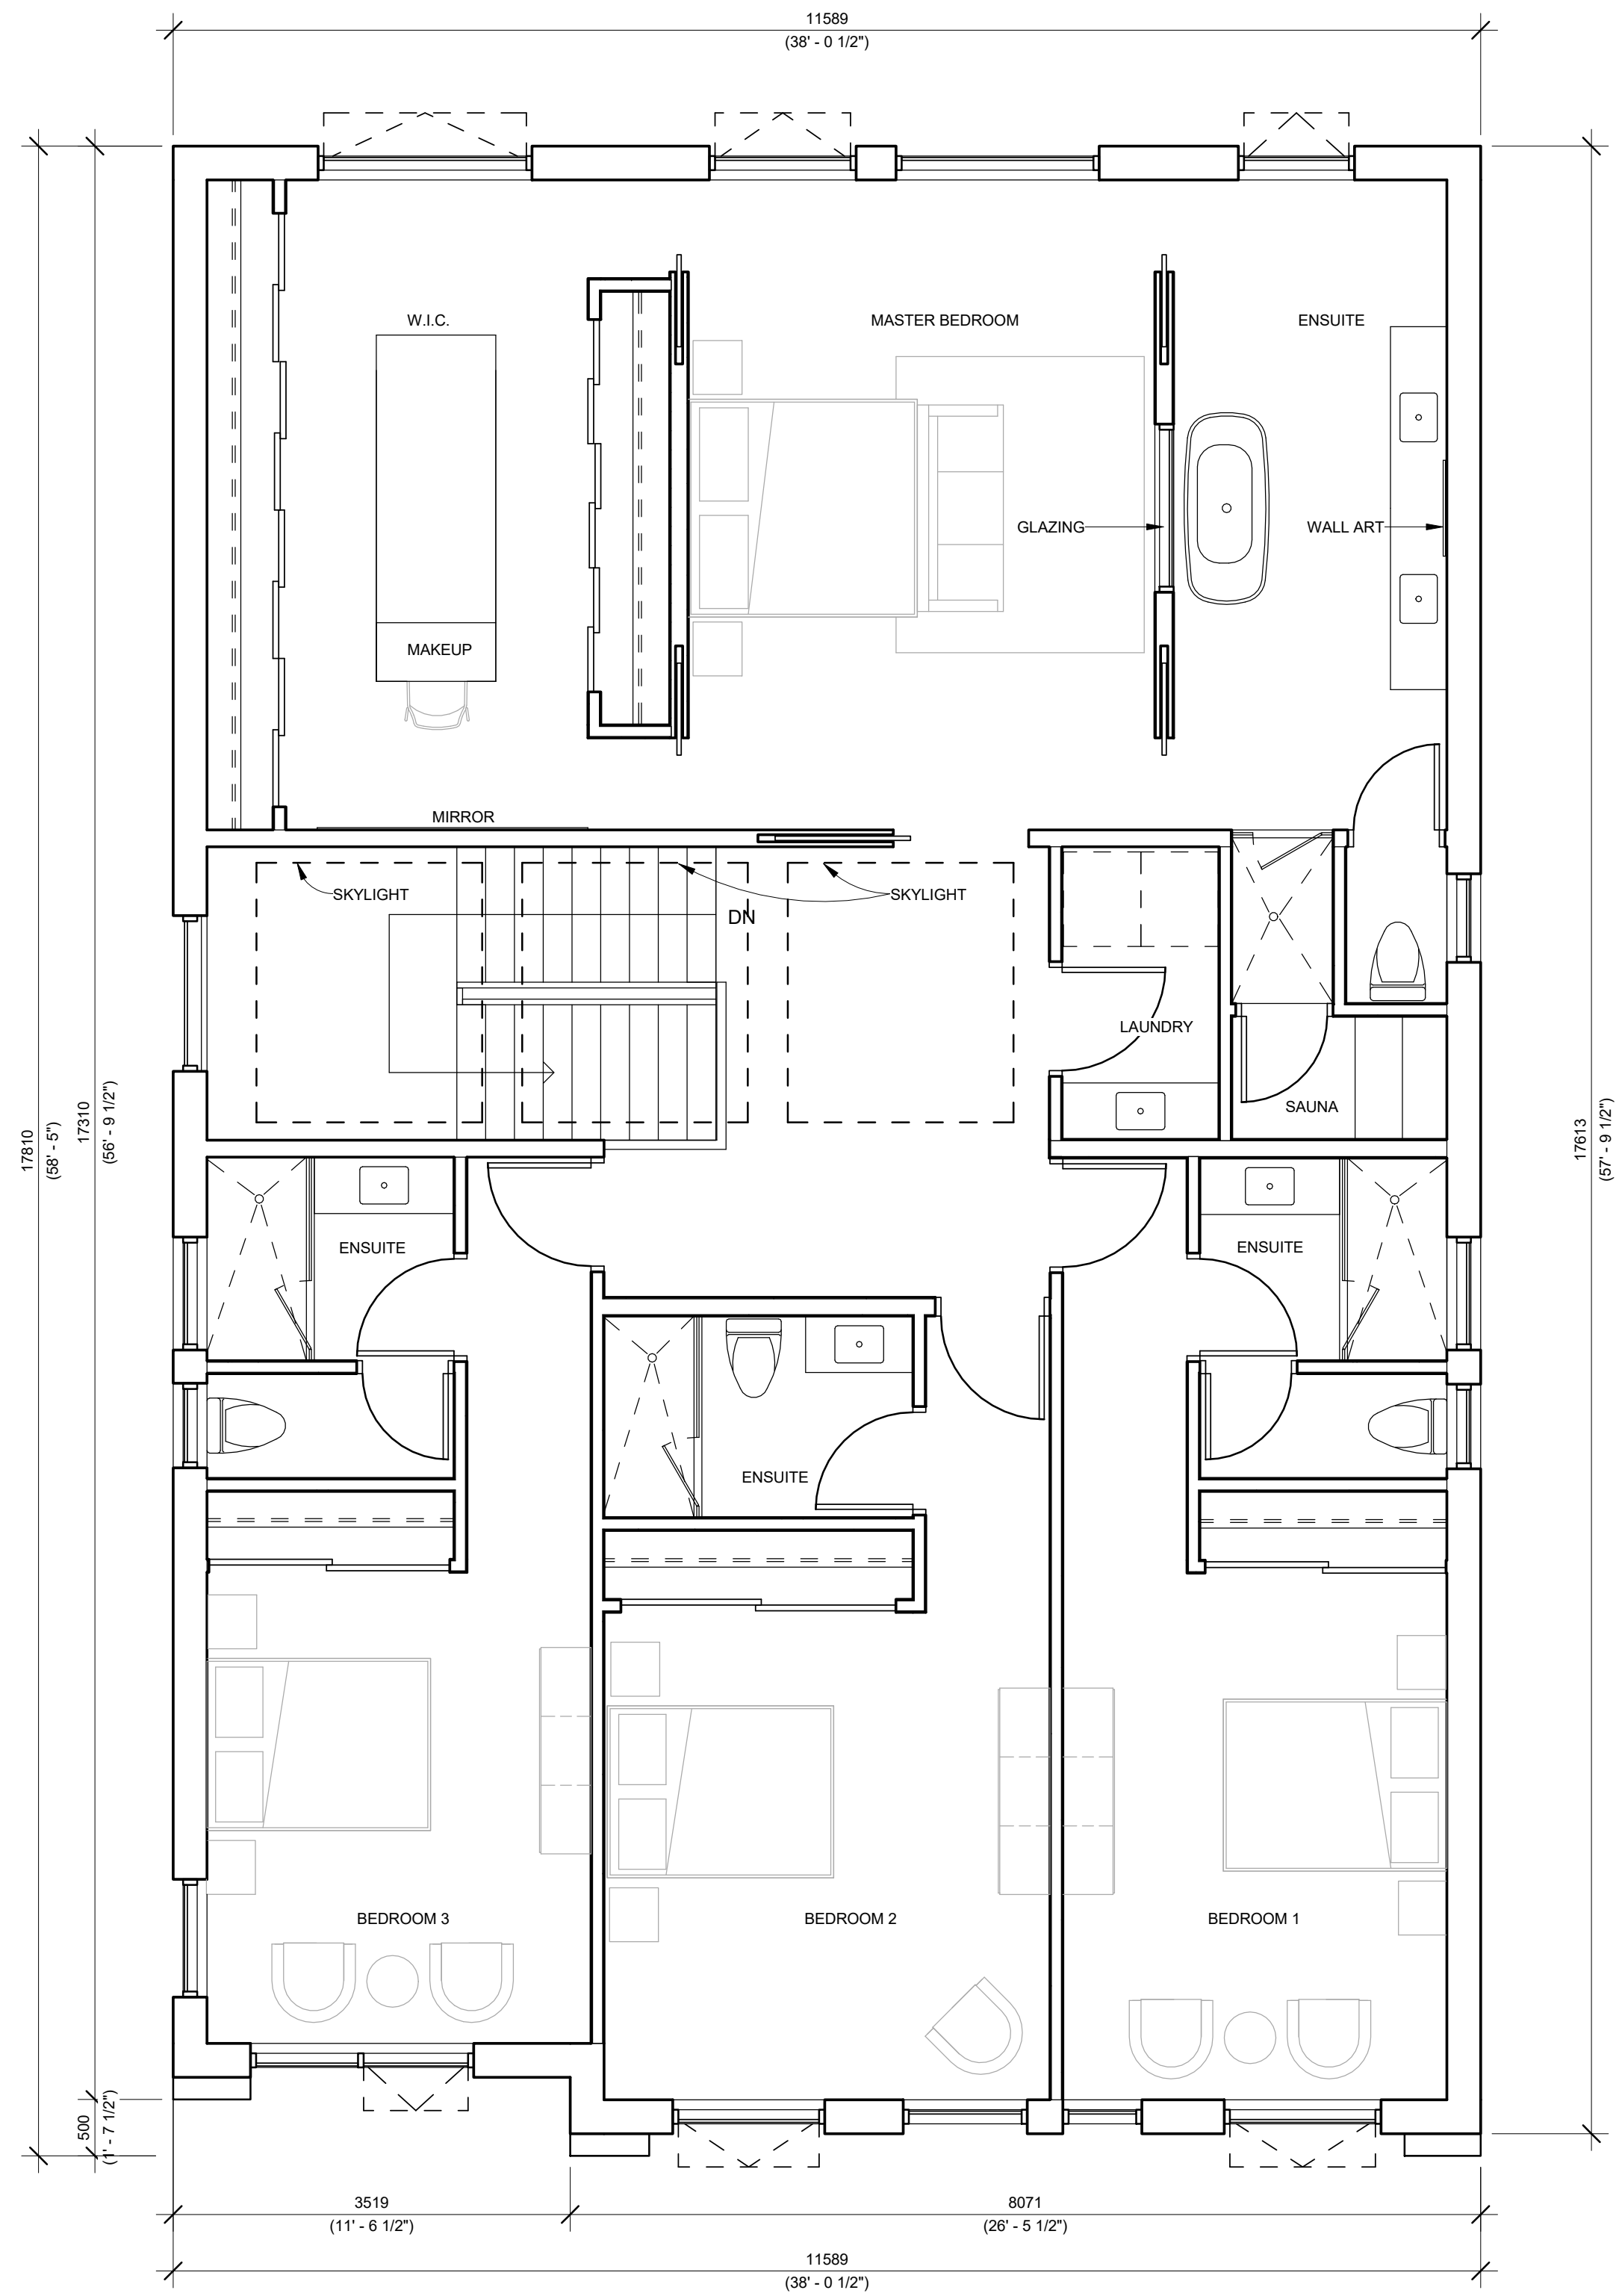 11589
(38' - 0 1/2")
W.I.C.
MASTER BEDROOM
ENSUITE
GLAZING
WALL ART
MAKEUP
MIRROR
SKYLIGHT
SKYLIGHT
DN
LAUNDRY
SAUNA
17810
(58' - 5")
17310
(56' - 9 1/2")
17613
(57' - 9 1/2")
ENSUITE
ENSUITE
ENSUITE
BEDROOM 3
BEDROOM 2
BEDROOM 1
500
(1' - 7 1/2")
3519
(11' - 6 1/2")
8071
(26' - 5 1/2")
11589
(38' - 0 1/2")